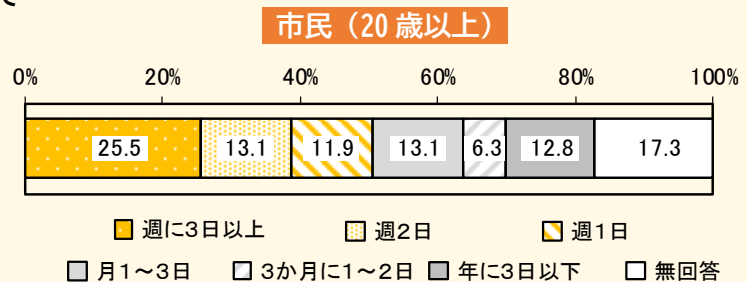 市民（20歳以上）
0% 20% 40% 60% 80% 100%
25.5 13.1 11.9 13.1 6.3 12.8 17.3
週に3日以上 週2日 週1日
月1～3日 3か月に1～2日 年に3日以下 無回答